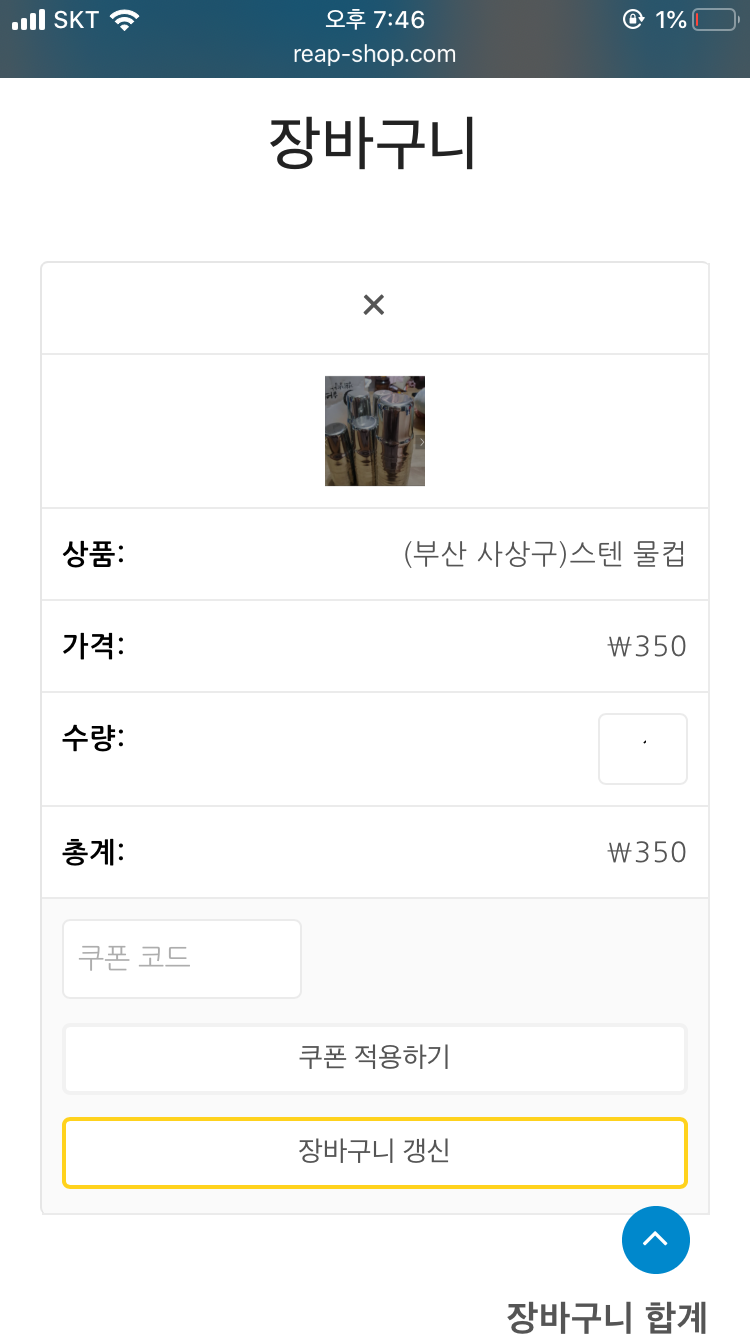 SKT 오후 7:46 1%
reap-shop.com
장바구니
×
상품: (부산 사상구)스텐 물컵
가격: ₩350
수량:
총계: ₩350
쿠폰 코드
쿠폰 적용하기
장바구니 갱신
장바구니 합계